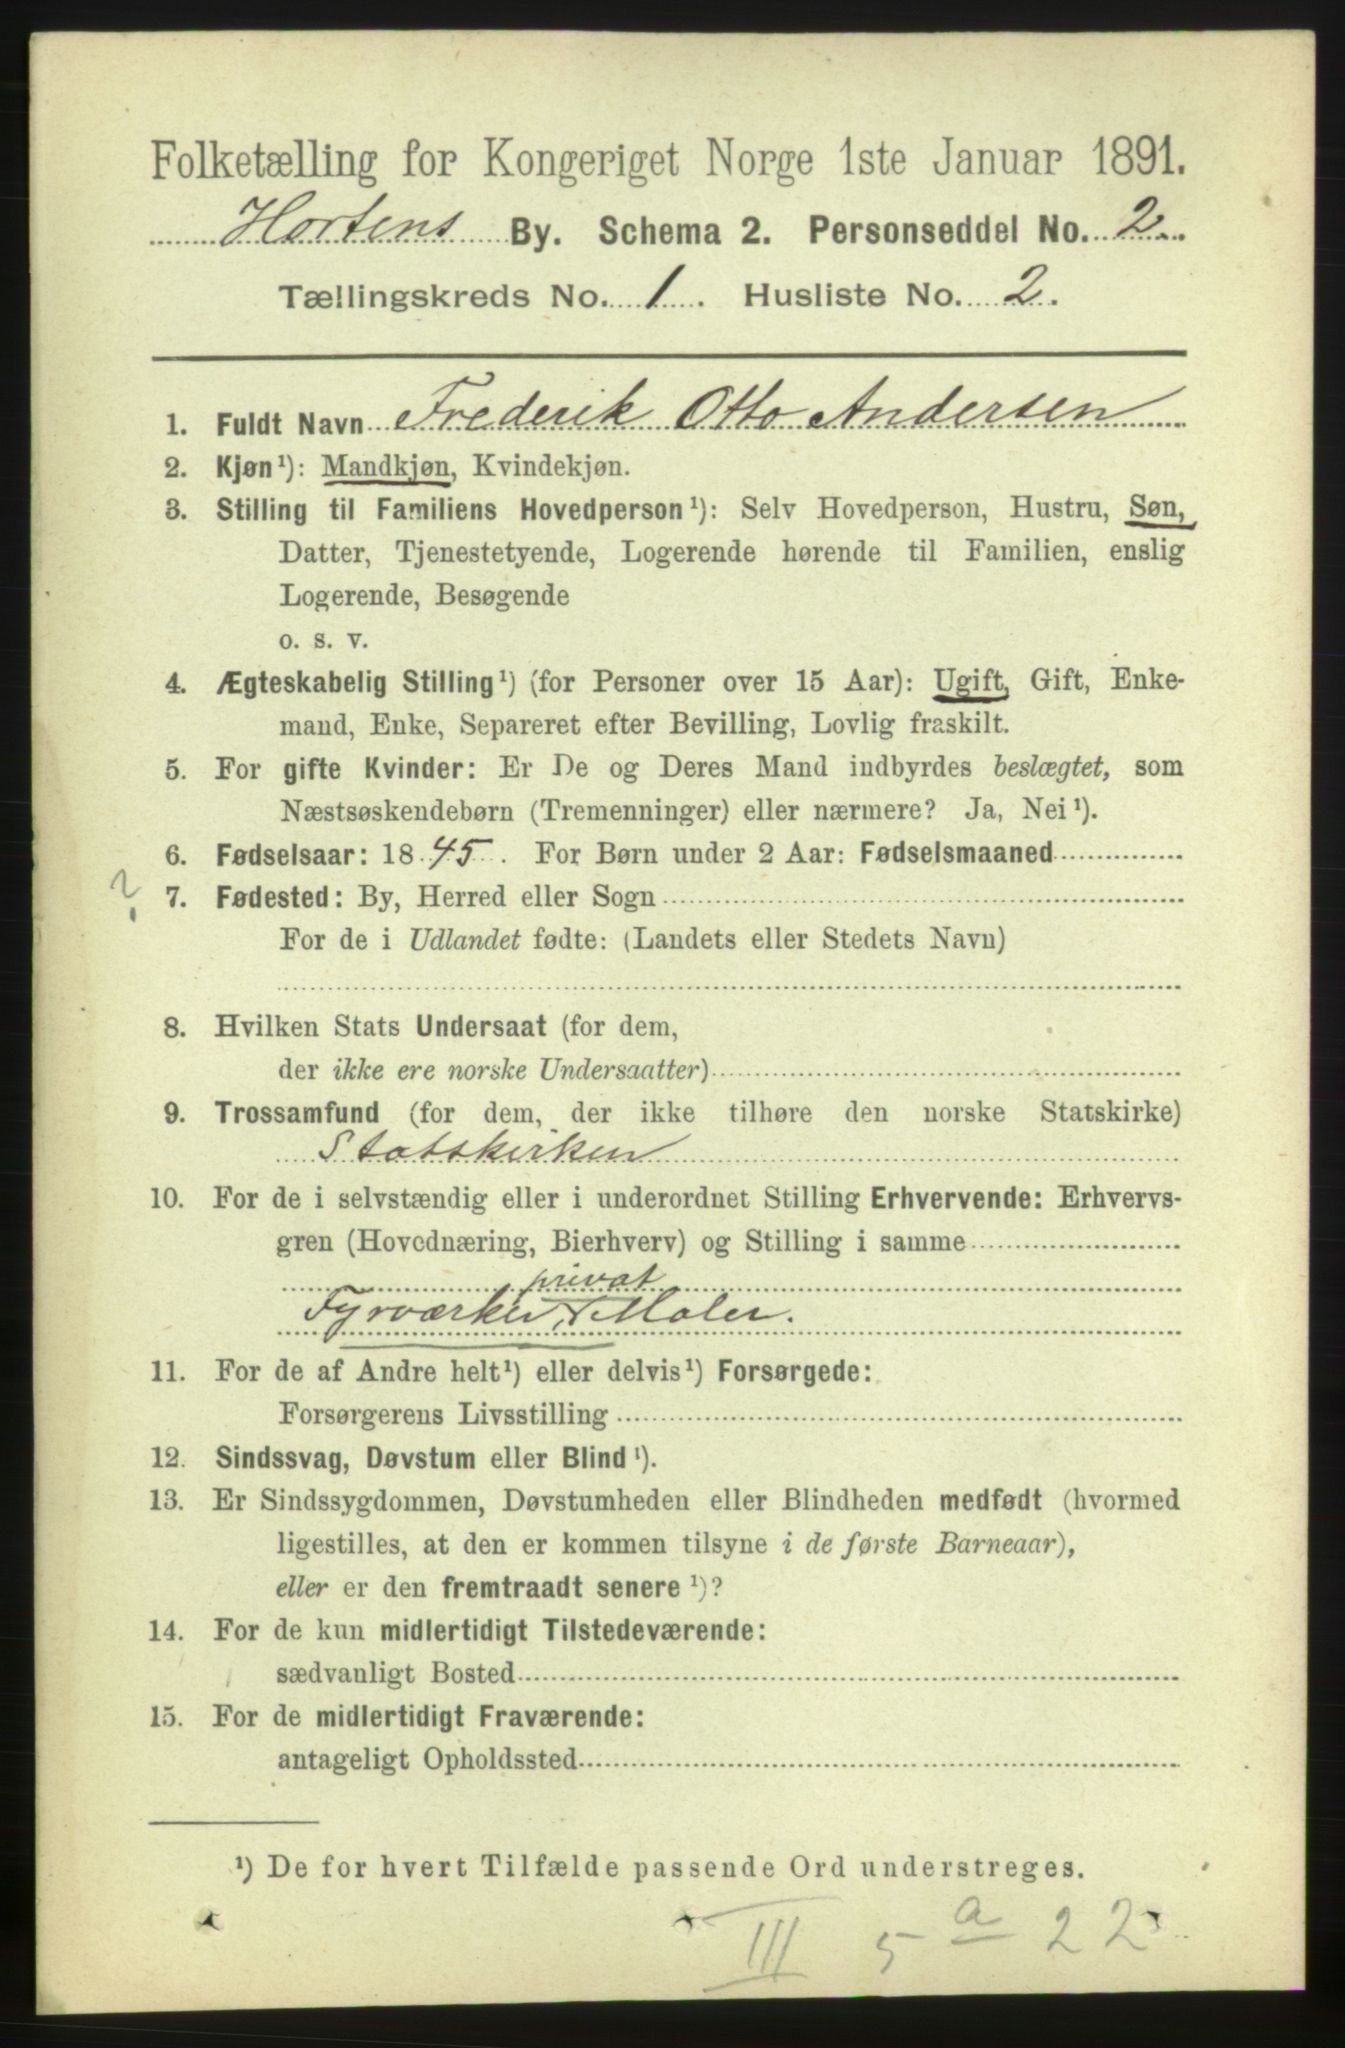 Folketælling for Kongeriget Norge 1ste Januar 1891.
Hortens By. Schema 2. Personseddel No. 2.
Tællingskreds No. 1. Husliste No. 2.
1. Fuldt Navn Frederik Otto Andersen
2. Kjøn¹): Mandkjøn, Kvindekjøn.
3. Stilling til Familiens Hovedperson¹): Selv Hovedperson, Hustru, Søn,
Datter, Tjenestetyende, Logerende hørende til Familien, enslig
Logerende, Besøgende
o. s. v.
4. Ægteskabelig Stilling¹) (for Personer over 15 Aar): Ugift, Gift, Enke-
mand, Enke, Separeret efter Bevilling, Lovlig fraskilt.
5. For gifte Kvinder: Er De og Deres Mand indbyrdes beslægtet, som
Næstsøskendebørn (Tremenninger) eller nærmere? Ja, Nei¹).
6. Fødselsaar: 1845. For Børn under 2 Aar: Fødselsmaaned
? 7. Fødested: By, Herred eller Sogn
For de i Udlandet fødte: (Landets eller Stedets Navn)
8. Hvilken Stats Undersaat (for dem,
der ikke ere norske Undersaatter)
9. Trossamfund (for dem, der ikke tilhøre den norske Statskirke)
Statskirken
10. For de i selvstændig eller i underordnet Stilling Erhvervende: Erhvervs-
gren (Hovednæring, Bierhverv) og Stilling i samme
privat
Fyrværker, Maler.
11. For de af Andre helt¹) eller delvis¹) Forsørgede:
Forsørgerens Livsstilling
12. Sindssvag, Døvstum eller Blind¹).
13. Er Sindssygdommen, Døvstumheden eller Blindheden medfødt (hvormed
ligestilles, at den er kommen tilsyne i de første Barneaar),
eller er den fremtraadt senere¹)?
14. For de kun midlertidigt Tilstedeværende:
sædvanligt Bosted
15. For de midlertidigt Fraværende:
antageligt Opholdssted
¹) De for hvert Tilfælde passende Ord understreges.
III 5 a 22